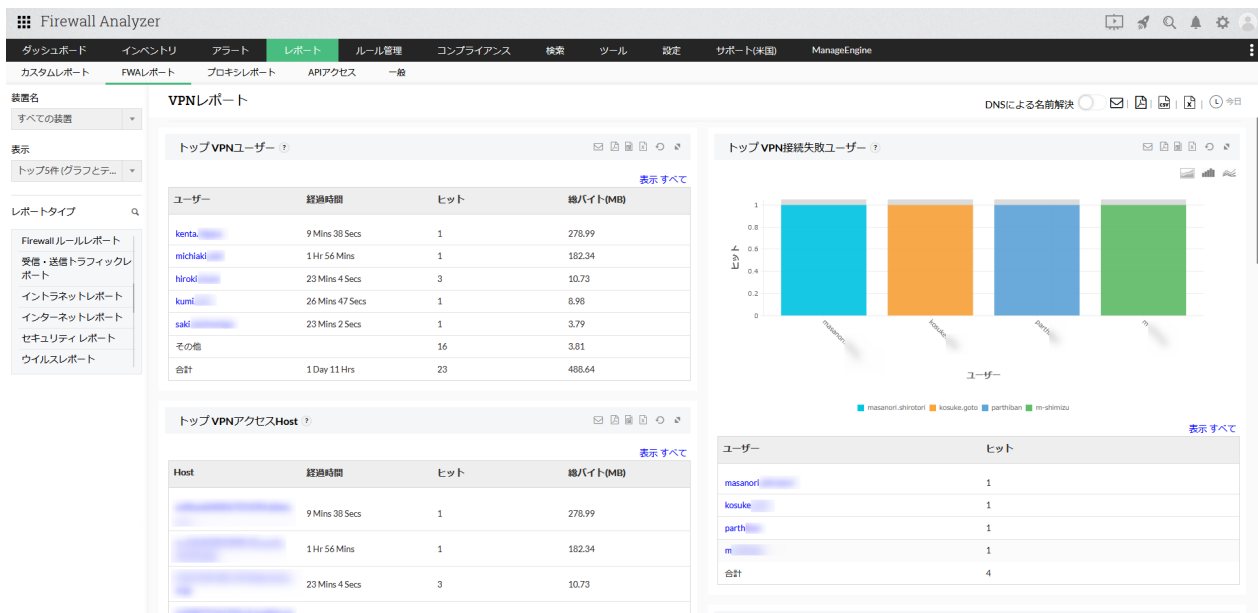 Firewall Analyzer
ダッシュボード インベントリ アラート レポート ルール管理 コンプライアンス 検索 ツール 設定 サポート(米国) ManageEngine
カスタムレポート FWAレポート プロキシレポート APIアクセス 一般
装置名
すべての装置
表示
トップ5件 (グラフとテ...
レポートタイプ
Firewall ルールレポート
受信・送信トラフィックレ
ポート
イントラネットレポート
インターネットレポート
セキュリティ レポート
ウイルスレポート
VPNレポート
DNSによる名前解決 今日
トップ VPNユーザー ?
表示 すべて
ユーザー 経過時間 ヒット 総バイト(MB)
kenta. 9 Mins 38 Secs 1 278.99
michiaki 1 Hr 56 Mins 1 182.34
hiroki 23 Mins 4 Secs 3 10.73
kumi 26 Mins 47 Secs 1 8.98
saki 23 Mins 2 Secs 1 3.79
その他 16 3.81
合計 1 Day 11 Hrs 23 488.64
トップ VPNアクセスHost ?
表示 すべて
Host 経過時間 ヒット 総バイト(MB)
9 Mins 38 Secs 1 278.99
1 Hr 56 Mins 1 182.34
23 Mins 4 Secs 3 10.73
トップ VPN接続失敗ユーザー ?
1
0.8
0.6
0.4
0.2
0
ヒット
masanori. kosuke. parth m
ユーザー
masanori.shirotori kosuke.goto parthiban m-shimizu
表示 すべて
ユーザー ヒット
masanori 1
kosuke 1
parth 1
m 1
合計 4